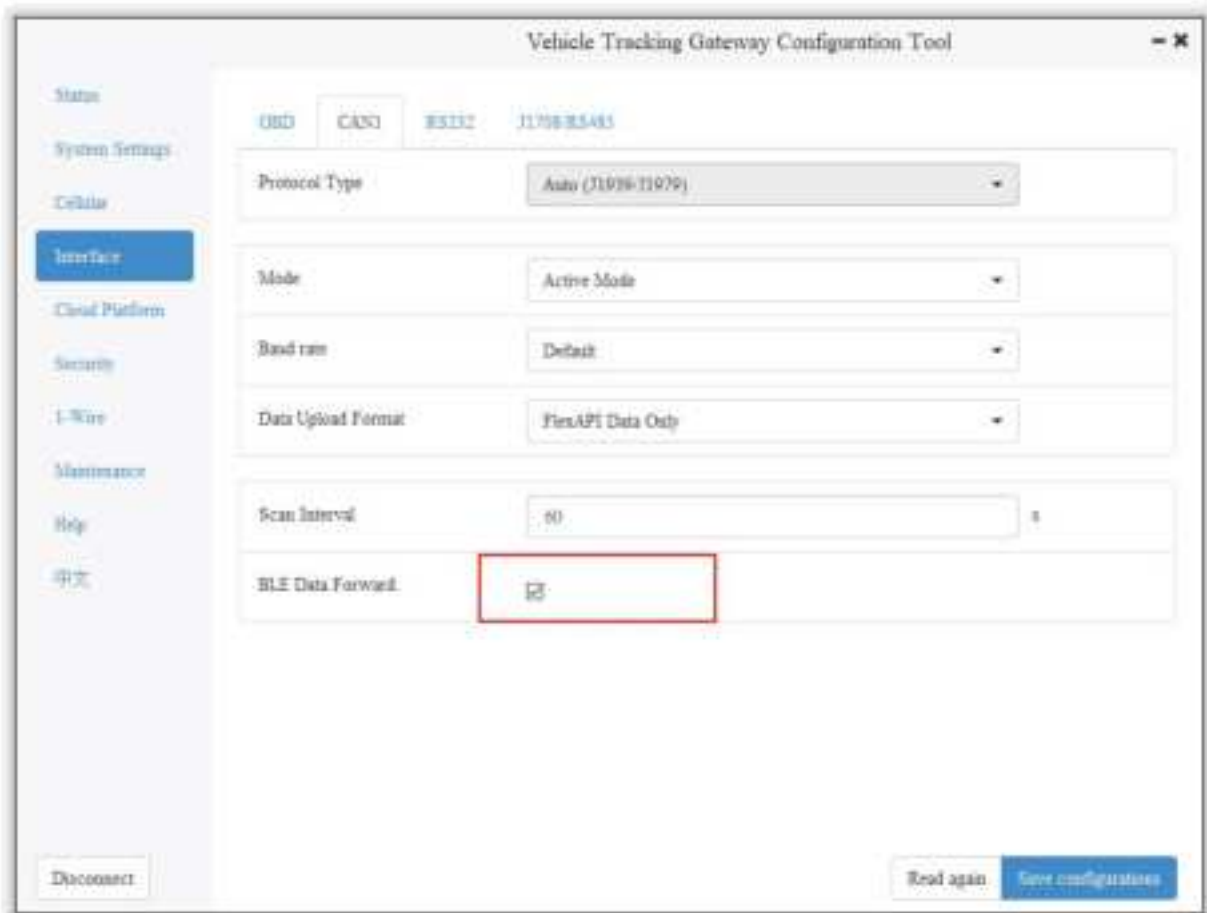 Vehicle Tracking Gateway Configuration Tool
Status
System Settings
Cellular
Interface
Cloud Platform
Security
1-Wire
Maintenance
Help
中文
OBD CAN1 RS232 J1708/RS485
Protocol Type Auto (J1939-J1979)
Mode Active Mode
Baud rate Default
Data Upload Format FlexAPI Data Only
Scan Interval 60 s
BLE Data Forward
Disconnect Read again Save configurations